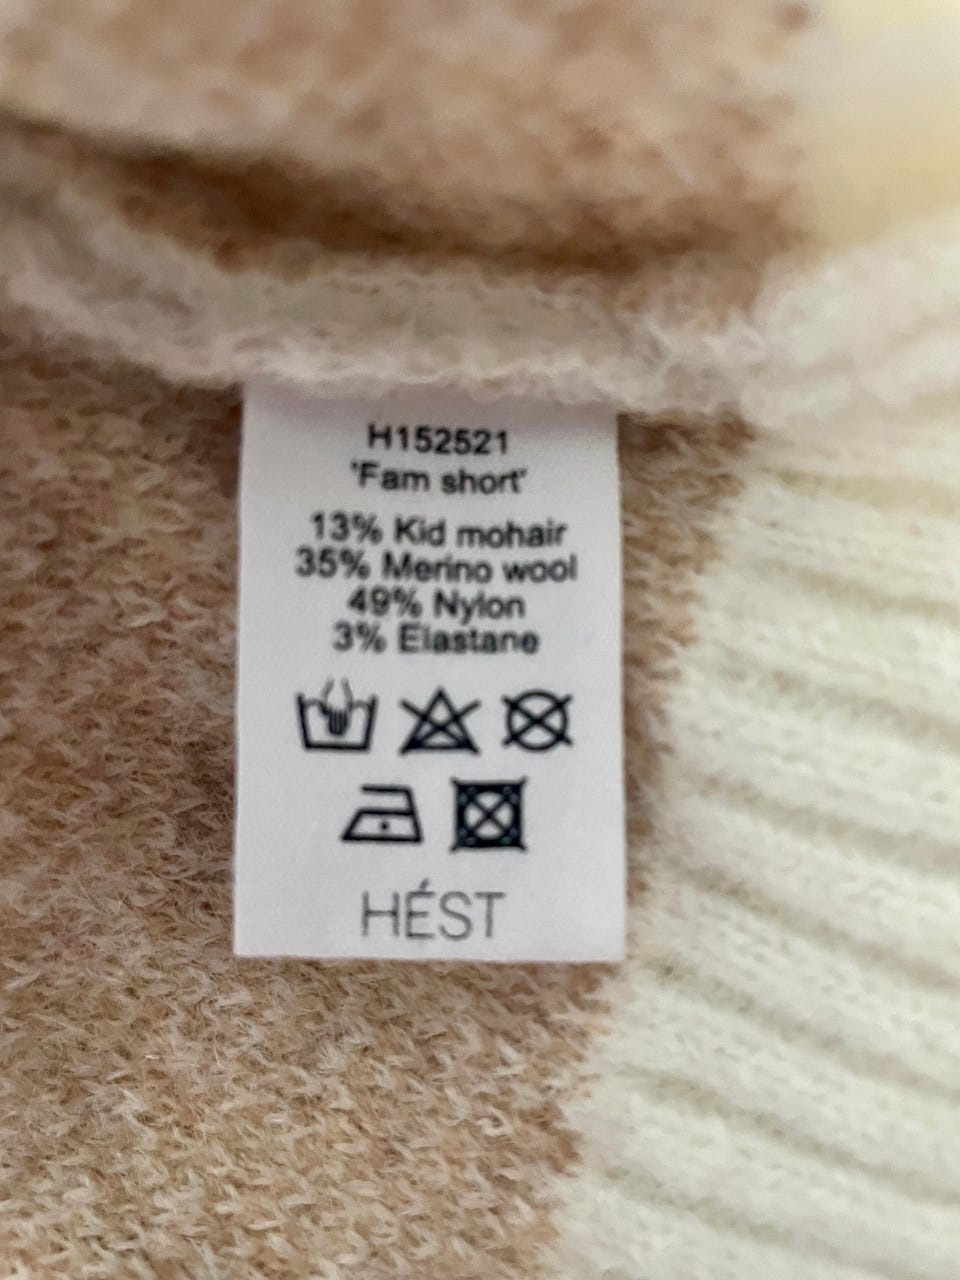 H152521
'Fam short'
13% Kid mohair
35% Merino wool
49% Nylon
3% Elastane
HÉST